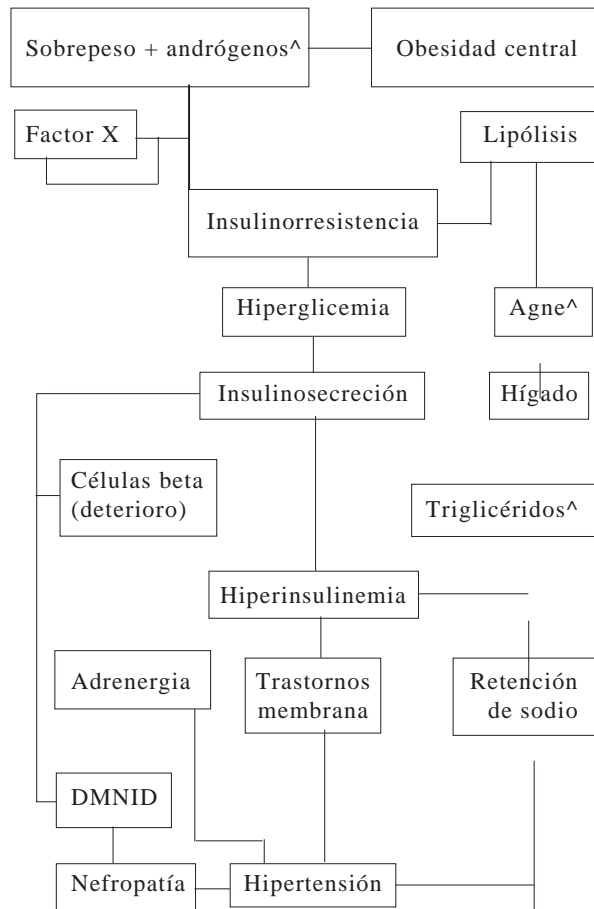 Sobrepeso + andrógenos^
Obesidad central
Factor X
Lipólisis
Insulinorresistencia
Hiperglicemia
Agne^
Insulinosecreción
Hígado
Células beta
(deterioro)
Triglicéridos^
Hiperinsulinemia
Adrenergia
Trastornos
membrana
Retención
de sodio
DMNID
Nefropatía
Hipertensión